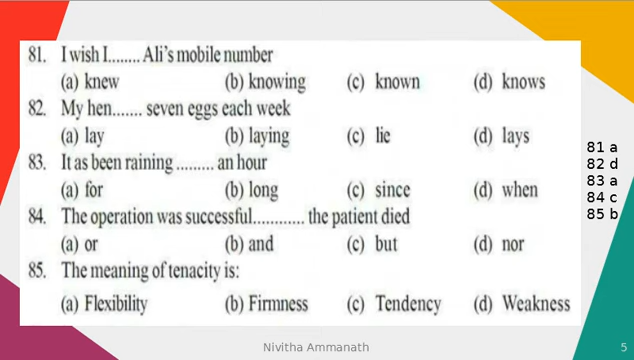 81. I wish I........ Ali's mobile number
(a) knew (b) knowing (c) known (d) knows
82. My hen....... seven eggs each week
(a) lay (b) laying (c) lie (d) lays
83. It as been raining ......... an hour
(a) for (b) long (c) since (d) when
84. The operation was successful............ the patient died
(a) or (b) and (c) but (d) nor
85. The meaning of tenacity is:
(a) Flexibility (b) Firmness (c) Tendency (d) Weakness
81 a
82 d
83 a
84 c
85 b
Nivitha Ammanath
5